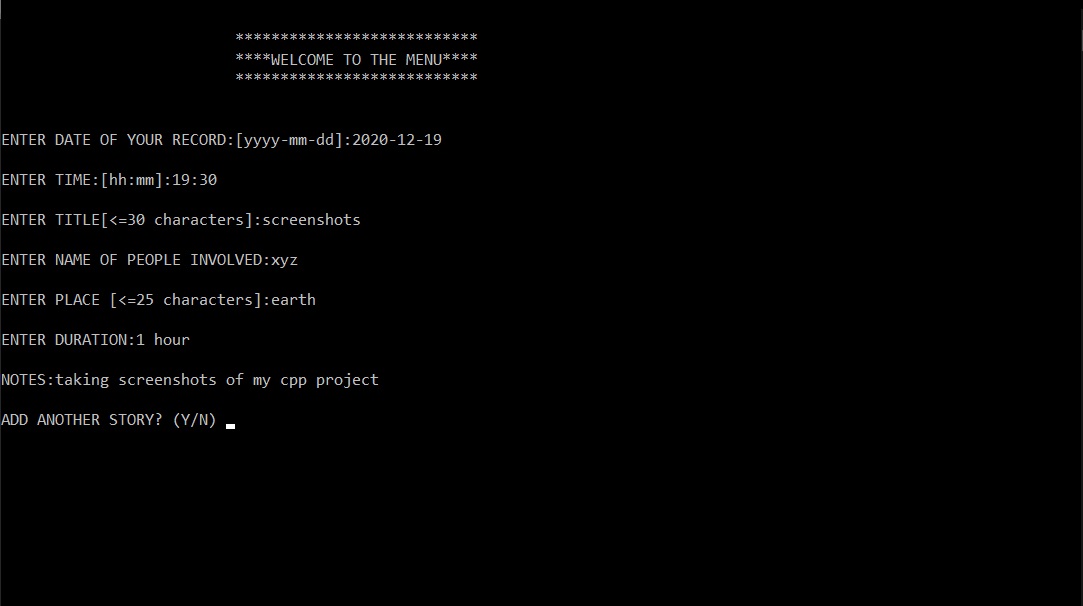 ***************************
****WELCOME TO THE MENU****
***************************
ENTER DATE OF YOUR RECORD:[yyyy-mm-dd]:2020-12-19
ENTER TIME:[hh:mm]:19:30
ENTER TITLE[<=30 characters]:screenshots
ENTER NAME OF PEOPLE INVOLVED:xyz
ENTER PLACE [<=25 characters]:earth
ENTER DURATION:1 hour
NOTES:taking screenshots of my cpp project
ADD ANOTHER STORY? (Y/N)